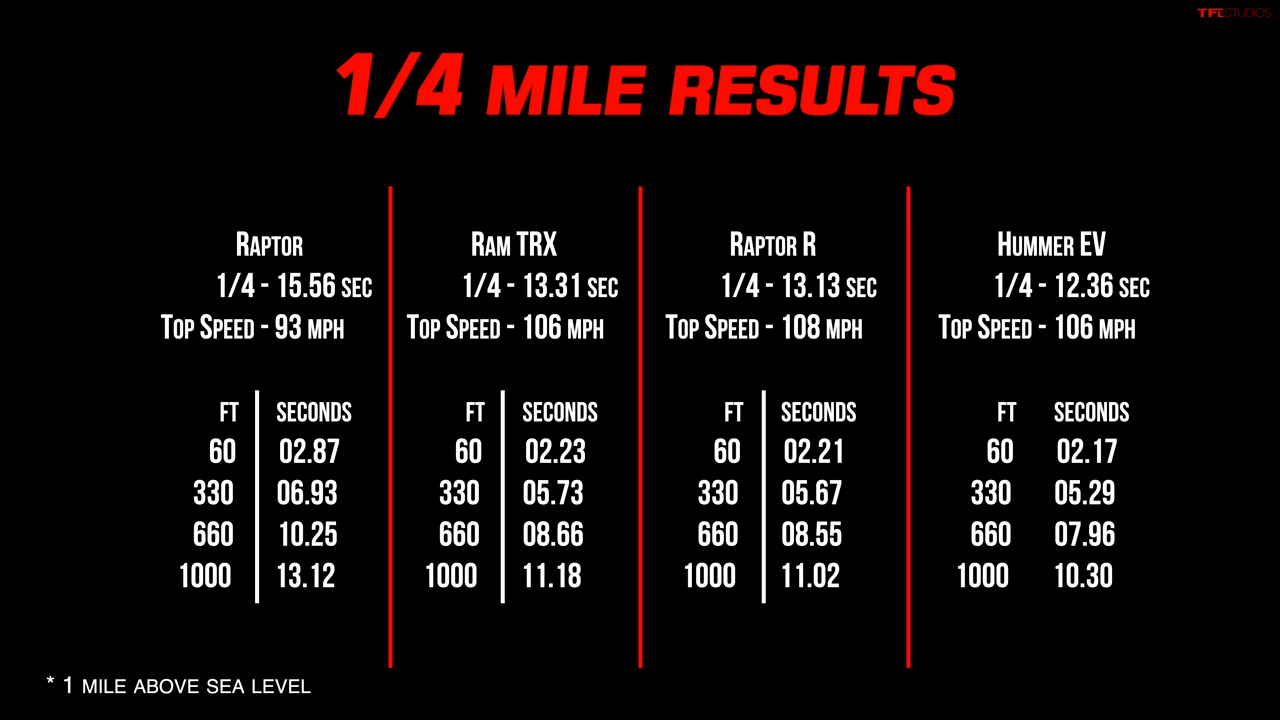 TFLSTUDIOS
1/4 MILE RESULTS
RAPTOR
1/4 - 15.56 SEC
TOP SPEED - 93 MPH
FT SECONDS
60 02.87
330 06.93
660 10.25
1000 13.12
RAM TRX
1/4 - 13.31 SEC
TOP SPEED - 106 MPH
FT SECONDS
60 02.23
330 05.73
660 08.66
1000 11.18
RAPTOR R
1/4 - 13.13 SEC
TOP SPEED - 108 MPH
FT SECONDS
60 02.21
330 05.67
660 08.55
1000 11.02
HUMMER EV
1/4 - 12.36 SEC
TOP SPEED - 106 MPH
FT SECONDS
60 02.17
330 05.29
660 07.96
1000 10.30
* 1 MILE ABOVE SEA LEVEL